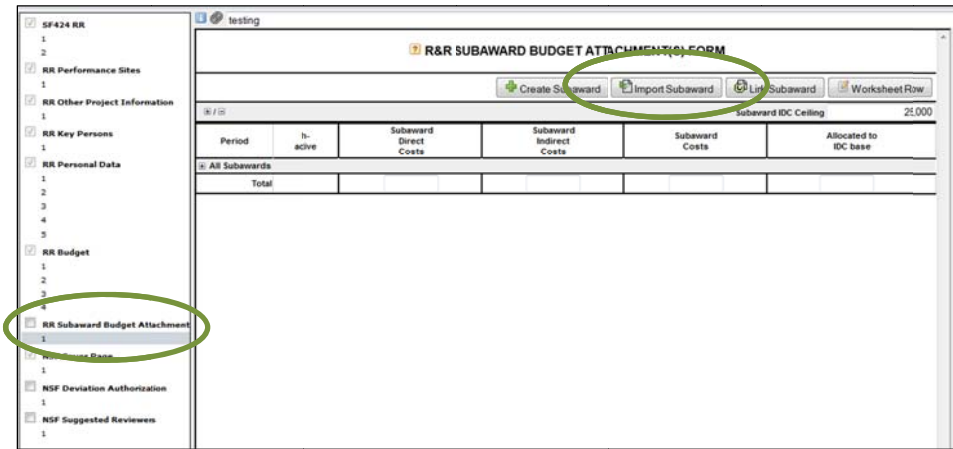 SF424 RR
1
2
RR Performance Sites
1
RR Other Project Information
1
RR Key Persons
1
RR Personal Data
1
2
3
4
5
RR Budget
1
2
3
4
RR Subaward Budget Attachment
1
NSF Cover Page
1
NSF Deviation Authorization
1
NSF Suggested Reviewers
1
testing
R&R SUBAWARD BUDGET ATTACHMENT(S) FORM
Create Subaward Import Subaward Link Subaward Worksheet Row
Subaward IDC Ceiling 25,000
Period h-acive Subaward Direct Costs Subaward Indirect Costs Subaward Costs Allocated to IDC base
All Subawards
Total